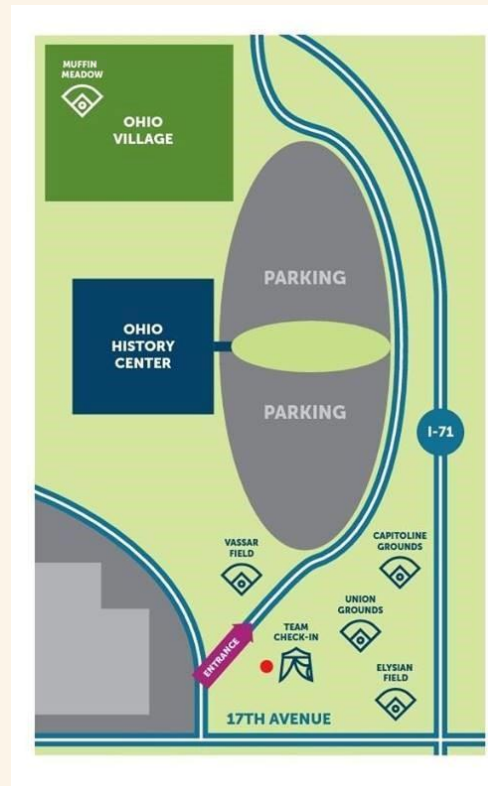 MUFFIN
MEADOW
OHIO
VILLAGE
PARKING
OHIO
HISTORY
CENTER
PARKING
I-71
VASSAR
FIELD
CAPITOLINE
GROUNDS
UNION
GROUNDS
TEAM
CHECK-IN
ENTRANCE
ELYSIAN
FIELD
17TH AVENUE